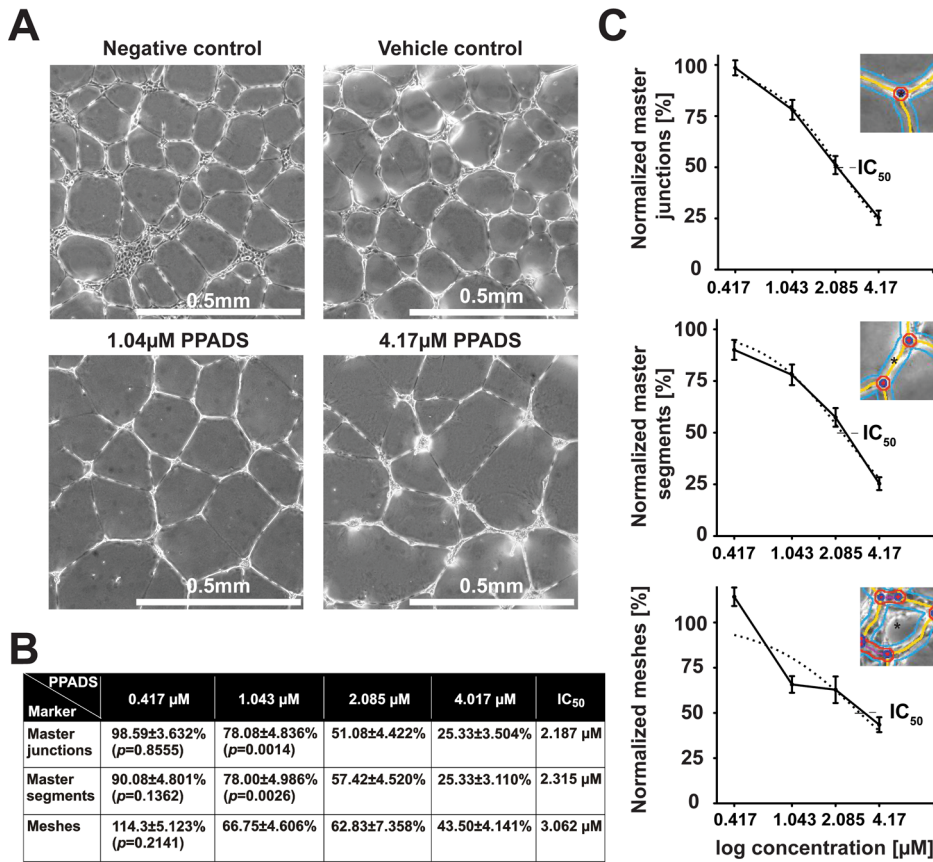 A
Negative control
Vehicle control
0.5mm
0.5mm
1.04µM PPADS
4.17µM PPADS
0.5mm
0.5mm
B
PPADS
Marker
0.417 µM
1.043 µM
2.085 µM
4.017 µM
IC50
Master junctions
98.59±3.632% (p=0.8555)
78.08±4.836% (p=0.0014)
51.08±4.422%
25.33±3.504%
2.187 µM
Master segments
90.08±4.801% (p=0.1362)
78.00±4.986% (p=0.0026)
57.42±4.520%
25.33±3.110%
2.315 µM
Meshes
114.3±5.123% (p=0.2141)
66.75±4.606%
62.83±7.358%
43.50±4.141%
3.062 µM
C
Normalized master
junctions [%]
100
75
50
25
0
IC50
0.417
1.043
2.085
4.17
Normalized master
segments [%]
100
75
50
25
0
*
IC50
0.417
1.043
2.085
4.17
Normalized meshes [%]
100
75
50
25
0
*
IC50
0.417
1.043
2.085
4.17
log concentration [µM]